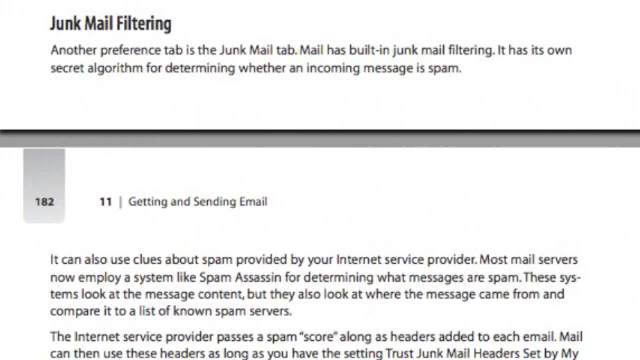 Junk Mail Filtering
Another preference tab is the Junk Mail tab. Mail has built-in junk mail filtering. It has its own
secret algorithm for determining whether an incoming message is spam.
182 11 | Getting and Sending Email
It can also use clues about spam provided by your Internet service provider. Most mail servers
now employ a system like Spam Assassin for determining what messages are spam. These sys-
tems look at the message content, but they also look at where the message came from and
compare it to a list of known spam servers.
The Internet service provider passes a spam “score” along as headers added to each email. Mail
can then use these headers as long as you have the setting Trust Junk Mail Headers Set by My